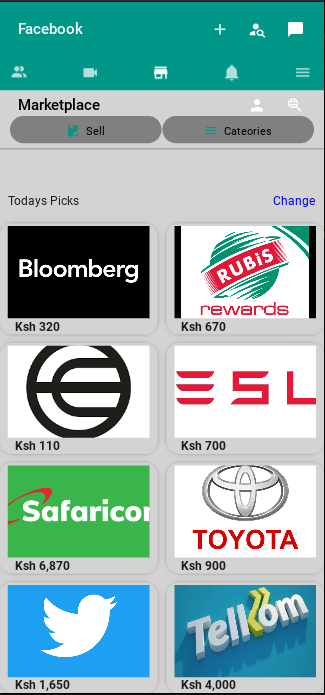 Facebook
Marketplace
Sell
Cateories
Todays Picks
Change
Bloomberg
RUBiS
rewards
Ksh 320
Ksh 670
ESL
Ksh 110
Ksh 700
Safaricom
TOYOTA
Ksh 6,870
Ksh 900
Telkom
Ksh 1,650
Ksh 4,000